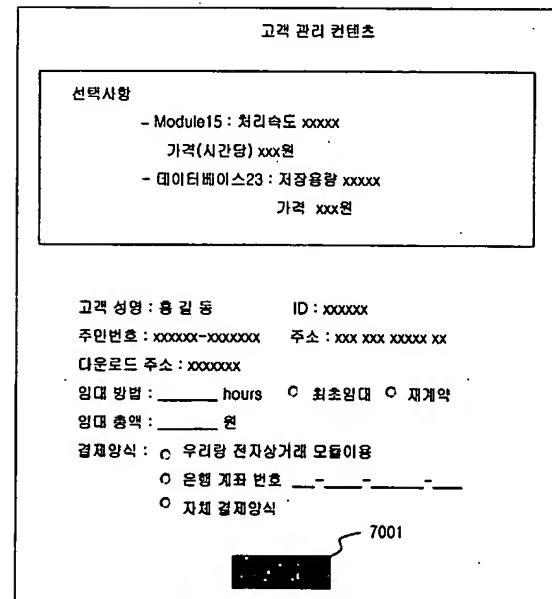 고객 관리 컨텐츠
선택사항
- Module15 : 처리속도 xxxxx
가격(시간당) xxx원
- 데이터베이스23 : 저장용량 xxxxx
가격 xxx원
고객 성명 : 홍 길 동 ID : xxxxxx
주민번호 : xxxxxx-xxxxxxx 주소 : xxx xxx xxxxx xx
다운로드 주소 : xxxxxxx
임대 방법 : ______ hours ○ 최초임대 ○ 재계약
임대 총액 : ______ 원
결제양식 : ○ 우리랑 전자상거래 모듈이용
○ 은행 계좌 번호 __-____-_____-___
○ 자체 결제양식
7001